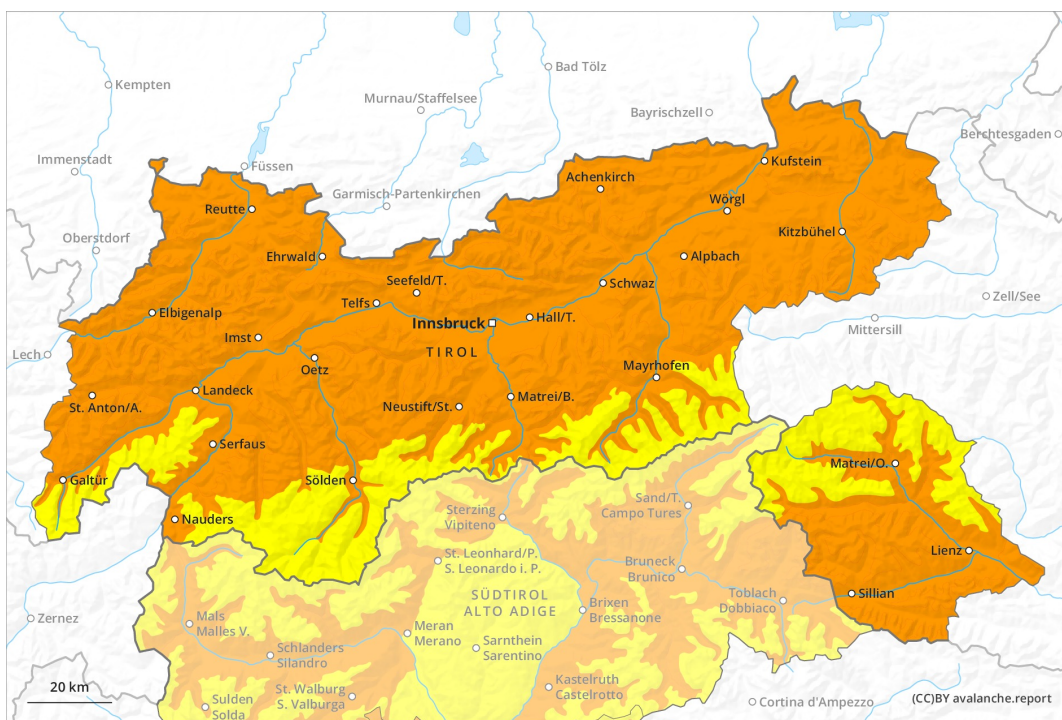 Kempten
Bad Tölz
Murnau/Staffelsee
Bayrischzell
Berchtesgaden
Immenstadt
Füssen
Kufstein
Achenkirch
Garmisch-Partenkirchen
Reutte
Wörgl
Oberstdorf
Kitzbühel
Ehrwald
Alpbach
Seefeld/T.
Schwaz
Zell/See
Telfs
Elbigenalp
Hall/T.
Innsbruck
Mittersill
Imst
TIROL
Lech
Oetz
Mayrhofen
Landeck
Matrei/B.
St. Anton/A.
Neustift/St.
Serfaus
Matrei/O.
Galtür
Sölden
Sand/T.
Campo Tures
Sterzing
Vipiteno
Nauders
Lienz
St. Leonhard/P.
S. Leonardo i. P.
Bruneck
Brunico
SÜDTIROL
ALTO ADIGE
Toblach
Dobbiaco
Sillian
Brixen
Bressanone
Zernez
Mals
Malles V.
Meran
Merano
Sarnthein
Sarentino
Schlanders
Silandro
Kastelruth
Castelrotto
20 km
St. Walburg
S. Valburga
Sulden
Solda
Cortina d'Ampezzo
(CC)BY avalanche.report